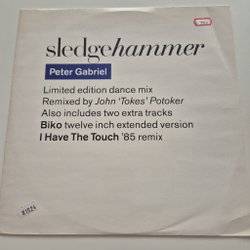 sledgehammer
Peter Gabriel
Limited edition dance mix
Remixed by John 'Tokes' Potoker
Also includes two extra tracks
Biko twelve inch extended version
I Have The Touch '85 remix